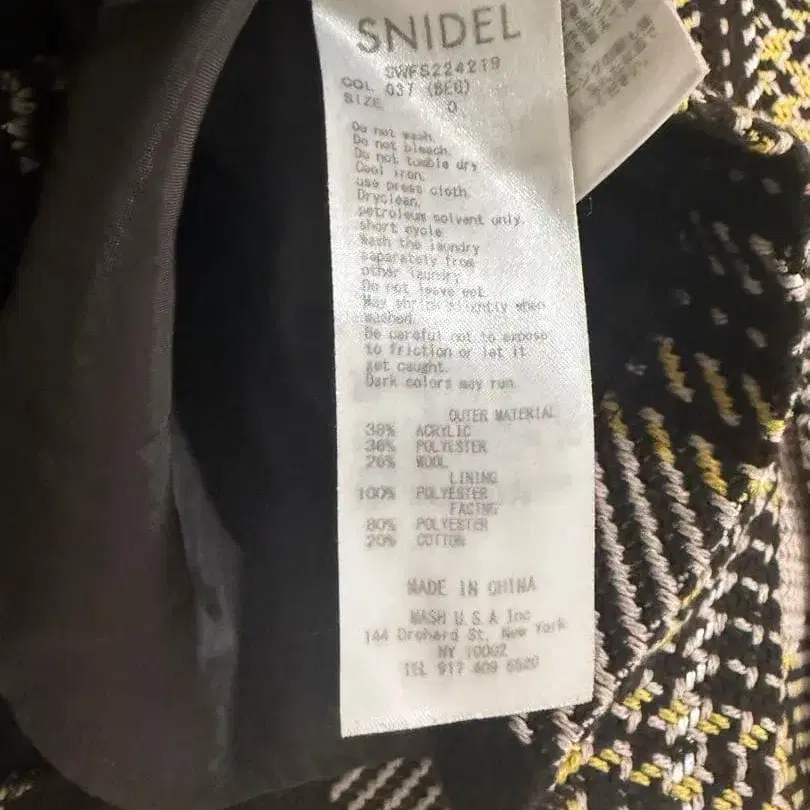 SNIDEL
SWFS224219
COL 037 (BEG)
SIZE 0
Do not wash.
Do not bleach.
Do not tumble dry
Cool iron.
use press cloth.
Dryclean.
petroleum solvent only.
short cycle
Wash the laundry
separately from
other laundry.
Do not leave wet.
May shrink slightly when
washed.
Be careful not to expose
to friction or let it
get caught.
Dark colors may run.
OUTER MATERIAL
38% ACRYLIC
36% POLYESTER
26% WOOL
LINING
100% POLYESTER
FACING
80% POLYESTER
20% COTTON
MADE IN CHINA
MASH U.S.A Inc
144 Orchard St. New York
NY 10002
TEL 917 409 6520